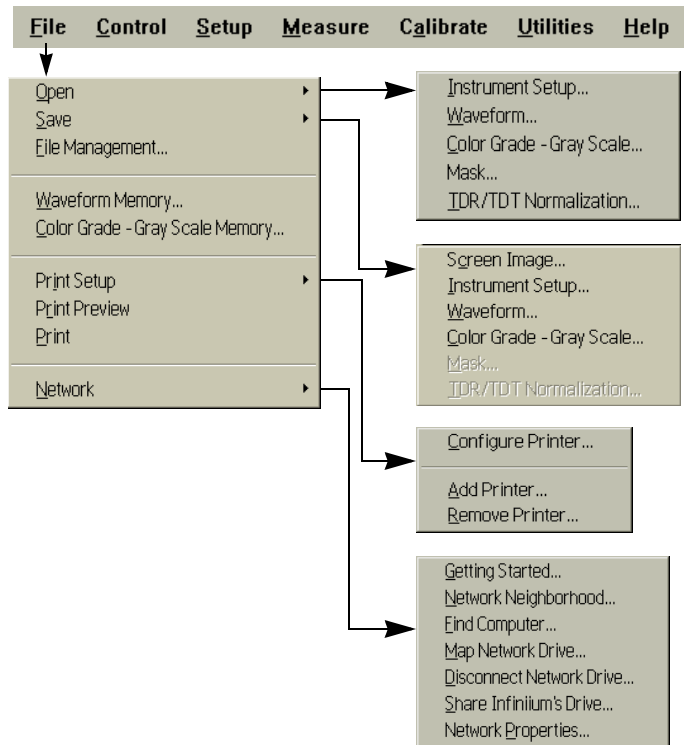 File Control Setup Measure Calibrate Utilities Help
Open
Save
File Management...
Waveform Memory...
Color Grade - Gray Scale Memory...
Print Setup
Print Preview
Print
Network
Instrument Setup...
Waveform...
Color Grade - Gray Scale...
Mask...
TDR/TDT Normalization...
Screen Image...
Instrument Setup...
Waveform...
Color Grade - Gray Scale...
Mask...
TDR/TDT Normalization...
Configure Printer...
Add Printer...
Remove Printer...
Getting Started...
Network Neighborhood...
Find Computer...
Map Network Drive...
Disconnect Network Drive...
Share Infiniium's Drive...
Network Properties...